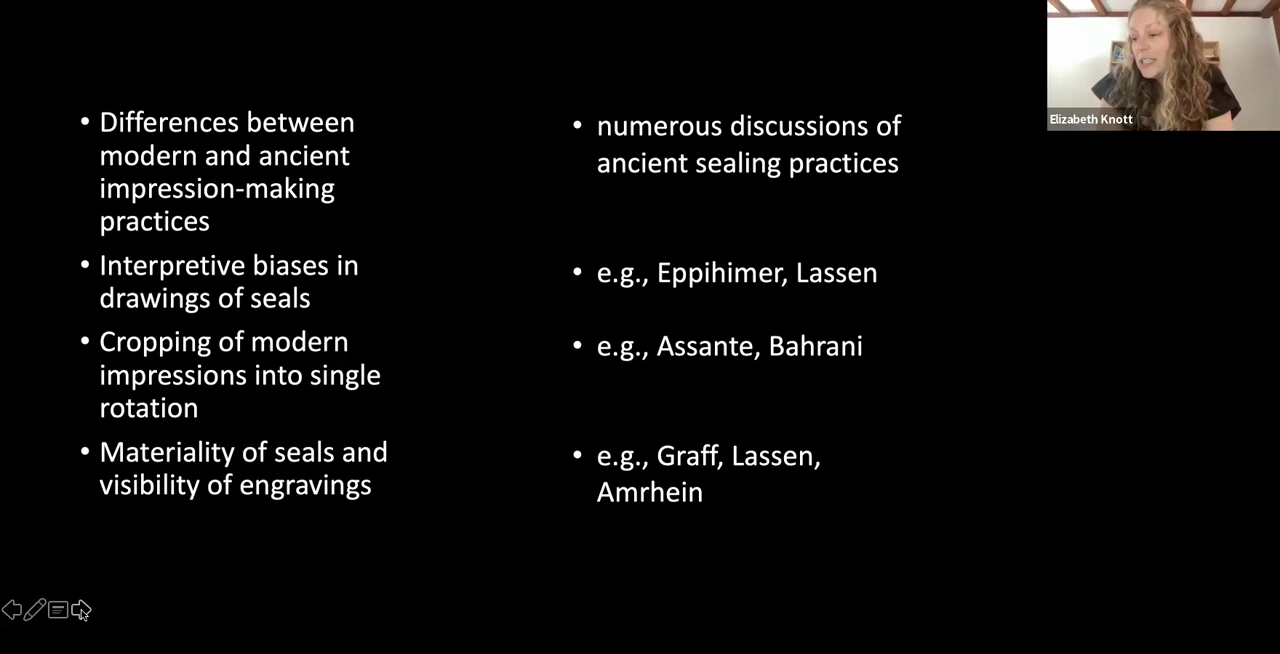 • Differences between
modern and ancient
impression-making
practices
• Interpretive biases in
drawings of seals
• Cropping of modern
impressions into single
rotation
• Materiality of seals and
visibility of engravings
• numerous discussions of
ancient sealing practices
• e.g., Eppihimer, Lassen
• e.g., Assante, Bahrani
• e.g., Graff, Lassen,
Amrhein
Elizabeth Knott